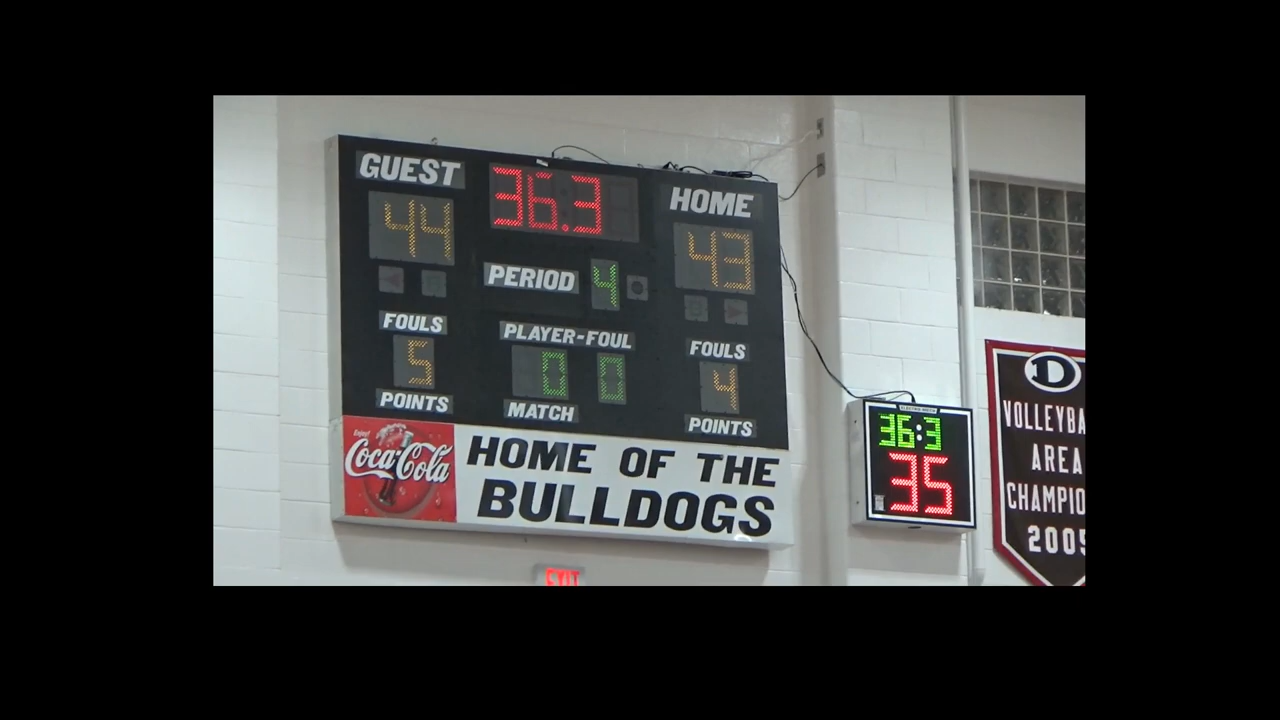 GUEST
36.3
HOME
44
43
PERIOD 4
FOULS
PLAYER-FOUL
FOULS
5
0 0
4
POINTS
MATCH
POINTS
Enjoy
Coca-Cola
HOME OF THE
BULLDOGS
EXIT
36:3
35
D
VOLLEYBA
AREA
CHAMPIO
2005